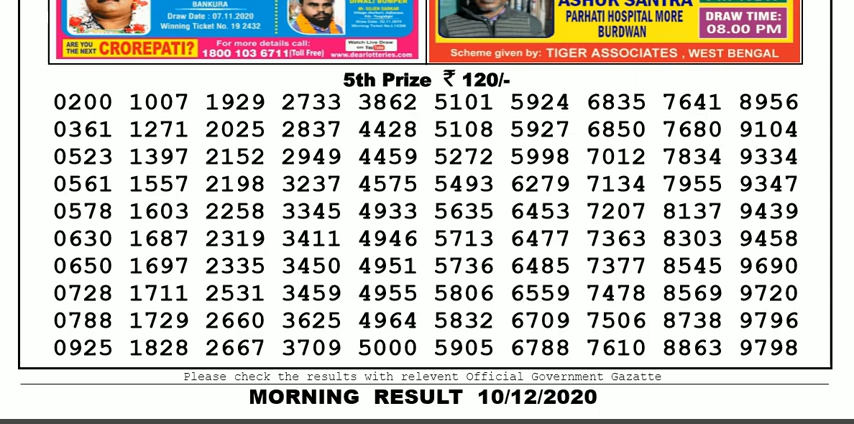 BANKURA
Draw Date : 07.11.2020
Winning Ticket No. 19 2432
ARE YOU THE NEXT CROREPATI?
For more details call:
1800 103 6711(Toll Free)
Watch Live Draw on YouTube
www.dearlotteries.com
ASHOK SANTRA
PARHATI HOSPITAL MORE
BURDWAN
DRAW TIME:
08.00 PM
Scheme given by: TIGER ASSOCIATES , WEST BENGAL
5th Prize ₹ 120/-
0200 1007 1929 2733 3862 5101 5924 6835 7641 8956
0361 1271 2025 2837 4428 5108 5927 6850 7680 9104
0523 1397 2152 2949 4459 5272 5998 7012 7834 9334
0561 1557 2198 3237 4575 5493 6279 7134 7955 9347
0578 1603 2258 3345 4933 5635 6453 7207 8137 9439
0630 1687 2319 3411 4946 5713 6477 7363 8303 9458
0650 1697 2335 3450 4951 5736 6485 7377 8545 9690
0728 1711 2531 3459 4955 5806 6559 7478 8569 9720
0788 1729 2660 3625 4964 5832 6709 7506 8738 9796
0925 1828 2667 3709 5000 5905 6788 7610 8863 9798
Please check the results with relevent Official Government Gazatte
MORNING RESULT 10/12/2020